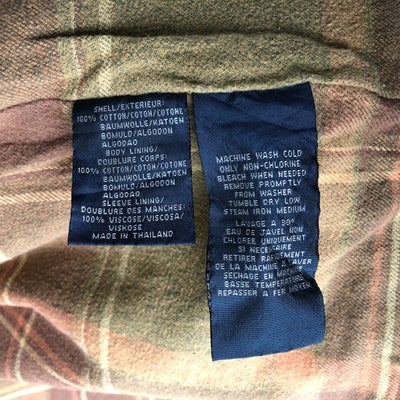 SHELL/EXTERIEUR:
100% COTTON/COTON/COTONE
BAUMWOLLE/KATOEN
BOMULD/ALGODON
ALGODAO
BODY LINING/
DOUBLURE CORPS:
100% COTTON/COTON/COTONE
BAUMWOLLE/KATOEN
BOMULD/ALGODON
ALGODAO
SLEEVE LINING/
DOUBLURE DES MANCHES:
100% VISCOSE/VISCOSA/
VISKOSE
MADE IN THAILAND
MACHINE WASH COLD
ONLY NON-CHLORINE
BLEACH WHEN NEEDED
REMOVE PROMPTLY
FROM WASHER
TUMBLE DRY LOW
STEAM IRON MEDIUM
LAVAGE A 30°
EAU DE JAVEL NON
CHLOREE UNIQUEMENT
SI NECESSAIRE
RETIRER RAPIDEMENT
DE LA MACHINE A LAVER
SECHAGE EN MACHINE
BASSE TEMPERATURE
REPASSER A FER MOYEN